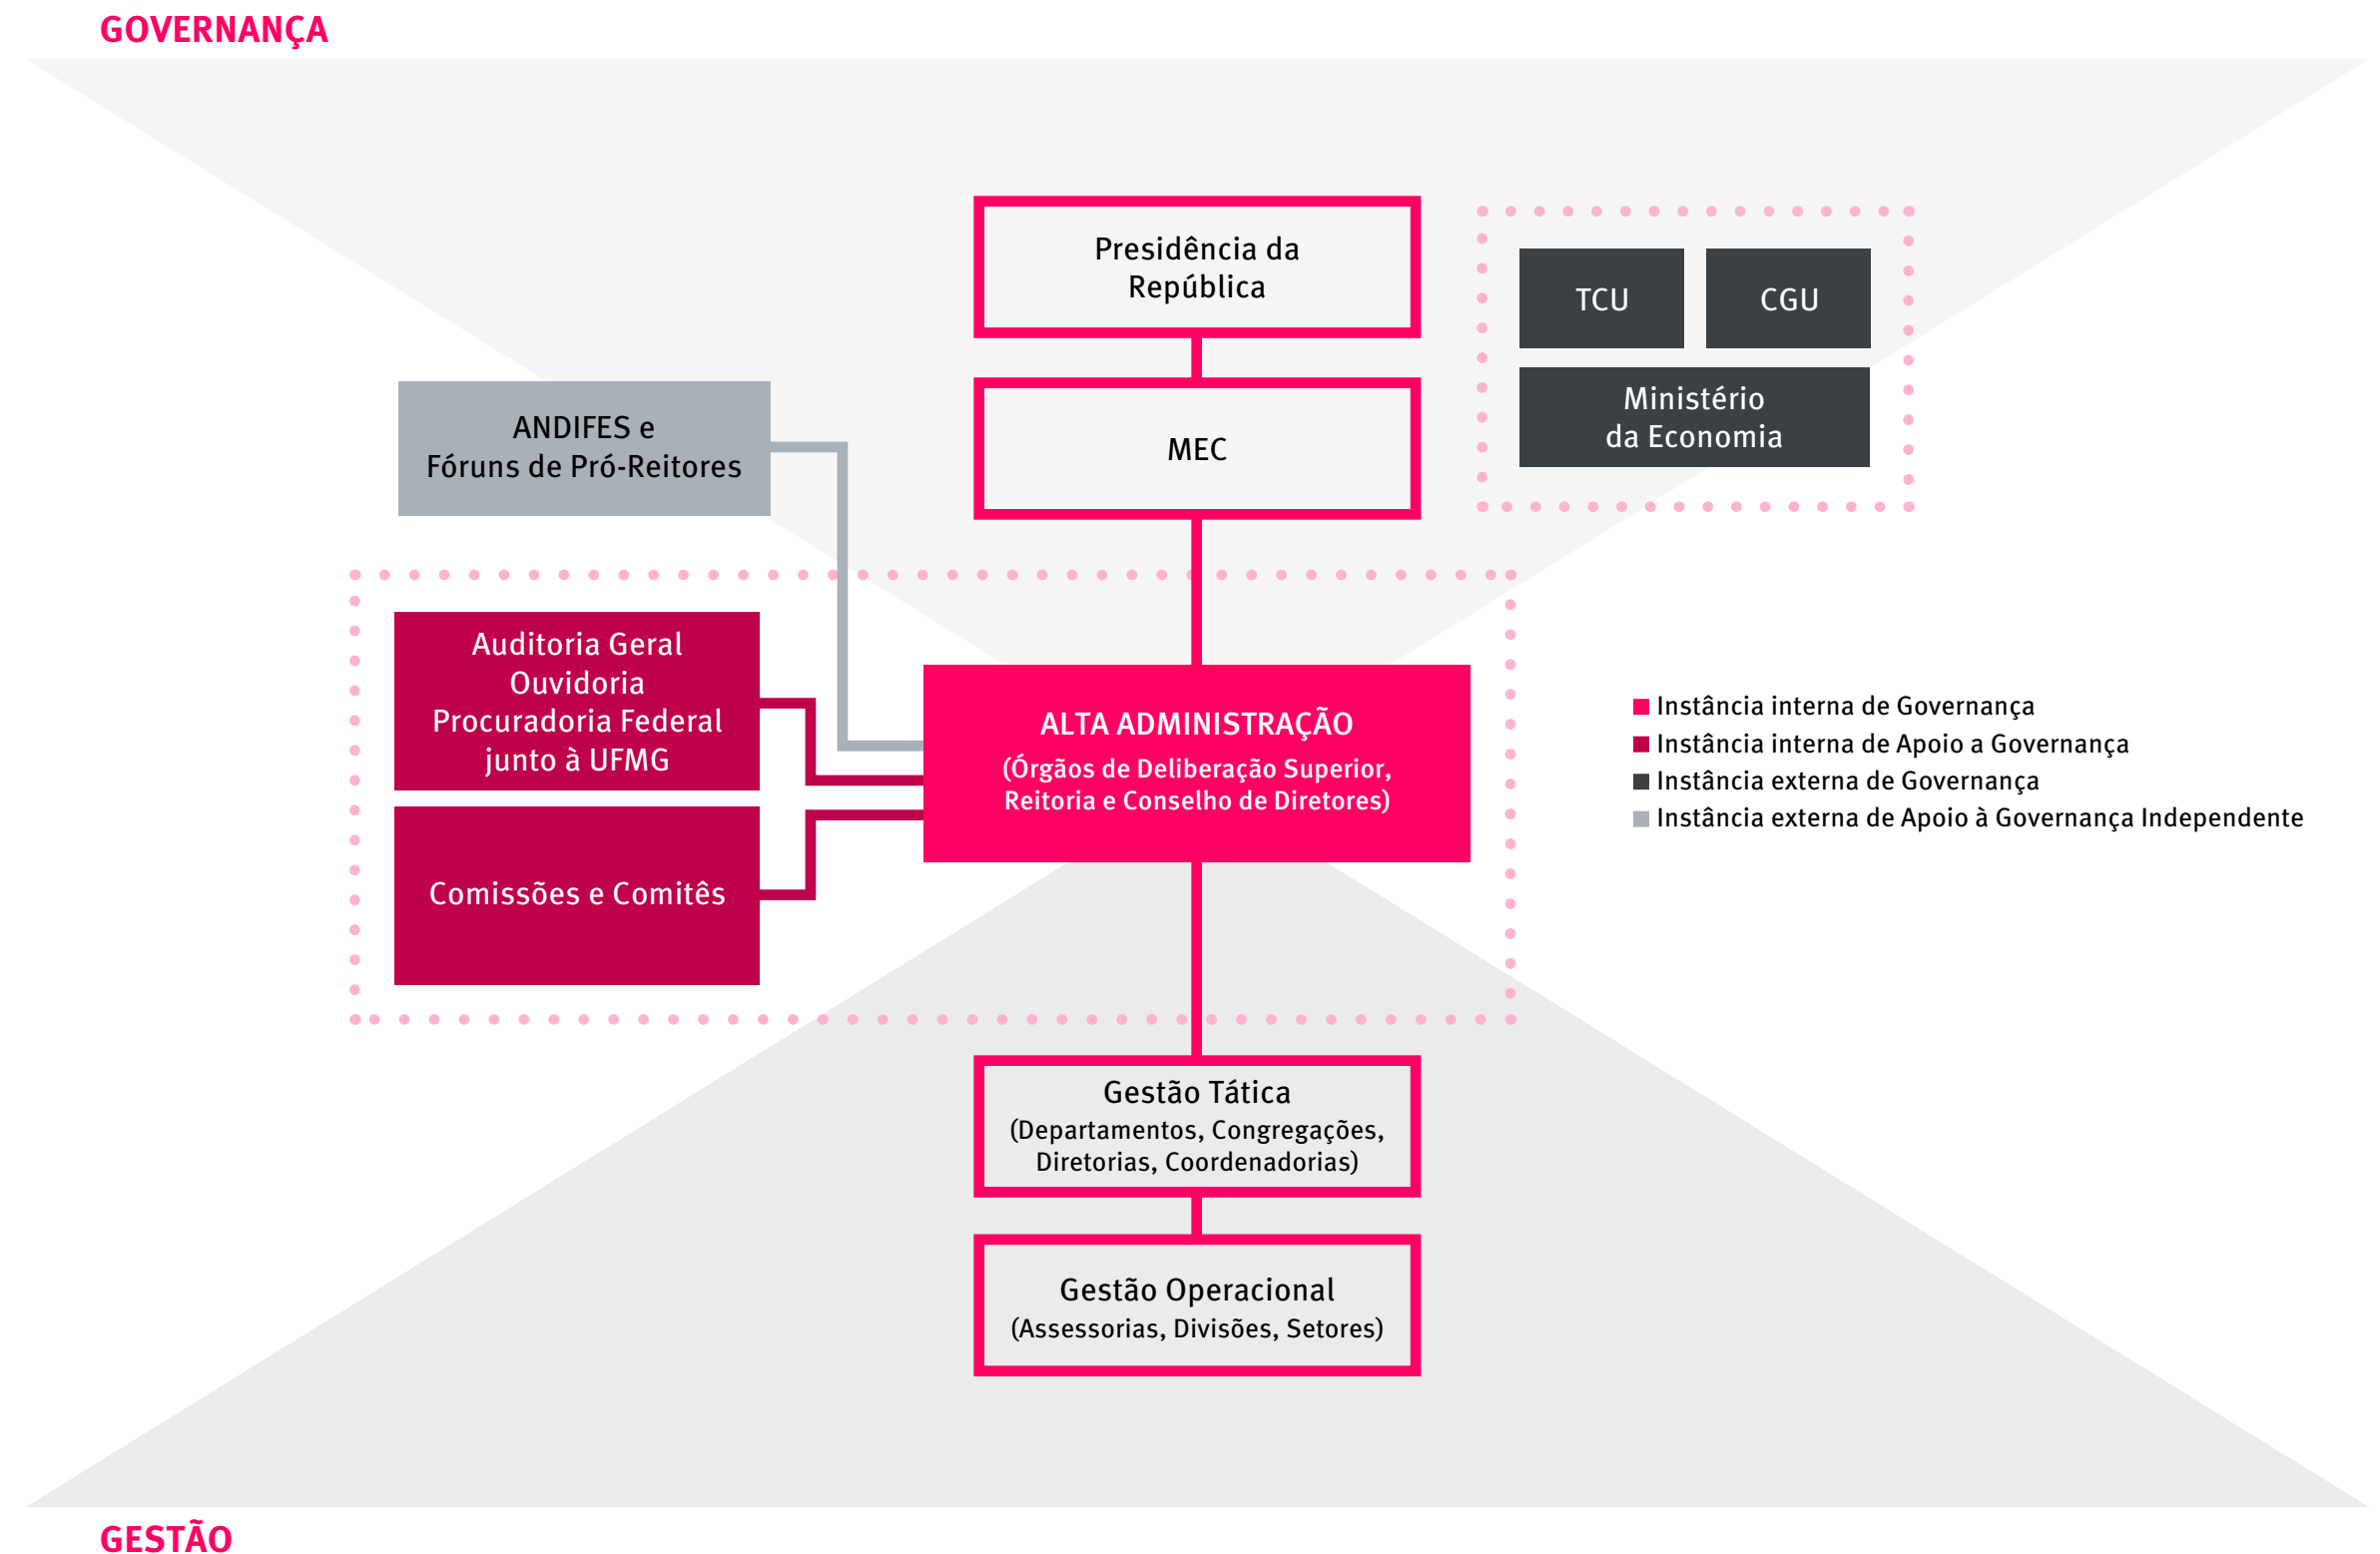 GOVERNANÇA
Presidência da
República
TCU
CGU
Ministério
da Economia
ANDIFES e
Fóruns de Pró-Reitores
MEC
Auditoria Geral
Ouvidoria
Procuradoria Federal
junto à UFMG
Comissões e Comitês
ALTA ADMINISTRAÇÃO
(Órgãos de Deliberação Superior,
Reitoria e Conselho de Diretores)
Instância interna de Governança
Instância interna de Apoio a Governança
Instância externa de Governança
Instância externa de Apoio à Governança Independente
Gestão Tática
(Departamentos, Congregações,
Diretorias, Coordenadorias)
Gestão Operacional
(Assessorias, Divisões, Setores)
GESTÃO